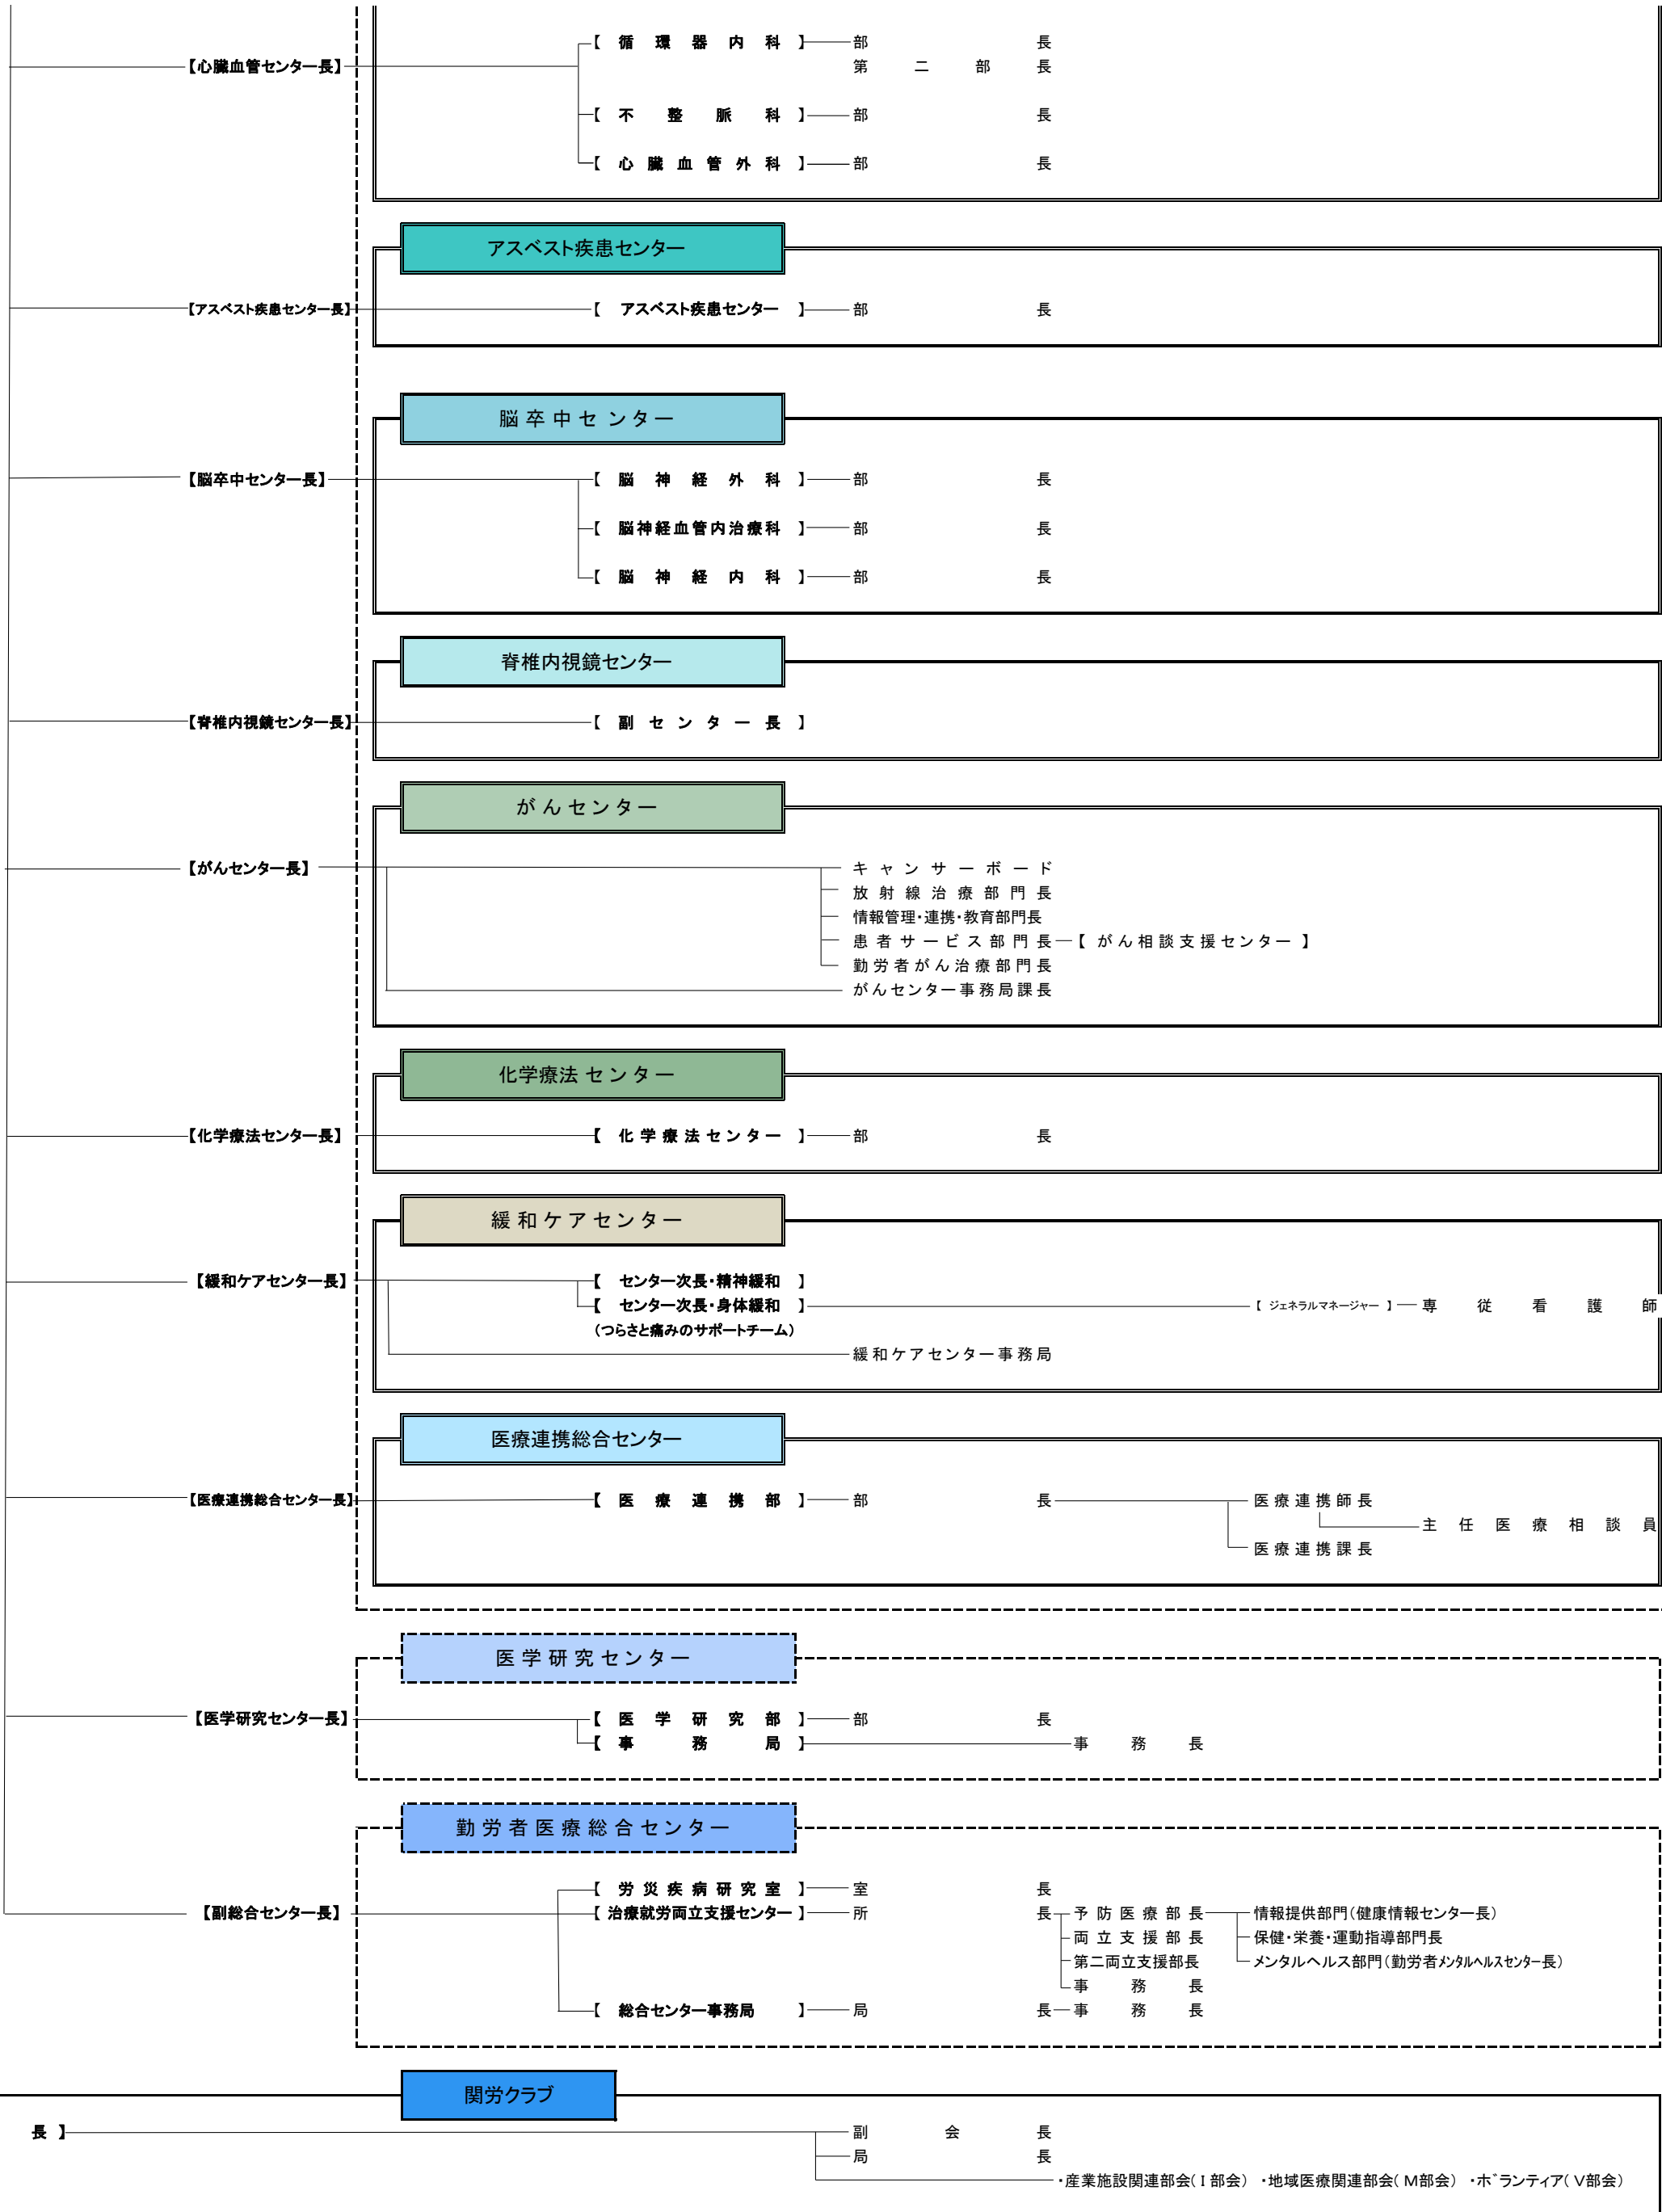 【 循環器内科 】 部長
【心臓血管センター長】 第二部長
【 不整脈科 】 部長
【 心臓血管外科 】 部長
アスベスト疾患センター
【アスベスト疾患センター長】 【 アスベスト疾患センター 】 部長
脳卒中センター
【脳卒中センター長】 【 脳神経外科 】 部長
【 脳神経血管内治療科 】 部長
【 脳神経内科 】 部長
脊椎内視鏡センター
【脊椎内視鏡センター長】 【 副センター長 】
がんセンター
【がんセンター長】 キャンサーボード
放射線治療部門長
情報管理・連携・教育部門長
患者サービス部門長 【 がん相談支援センター 】
勤労者がん治療部門長
がんセンター事務局課長
化学療法センター
【化学療法センター長】 【 化学療法センター 】 部長
緩和ケアセンター
【緩和ケアセンター長】 【 センター次長・精神緩和 】
【 センター次長・身体緩和 】 【 ジェネラルマネージャー 】 専従看護師
(つらさと痛みのサポートチーム)
緩和ケアセンター事務局
医療連携総合センター
【医療連携総合センター長】 【 医療連携部 】 部長 医療連携師長
主任医療相談員
医療連携課長
医学研究センター
【医学研究センター長】 【 医学研究部 】 部長
【 事務局 】 事務長
勤労者医療総合センター
【 労災疾病研究室 】 室長
【副総合センター長】 【 治療就労両立支援センター 】 所長 予防医療部長 情報提供部門(健康情報センター長)
両立支援部長 保健・栄養・運動指導部門長
第二両立支援部長 メンタルヘルス部門(勤労者メンタルヘルスセンター長)
事務長
【 総合センター事務局 】 局長 事務長
関労クラブ
長 】 副会長
局長
・産業施設関連部会(I部会) ・地域医療関連部会(M部会) ・ボランティア(V部会)